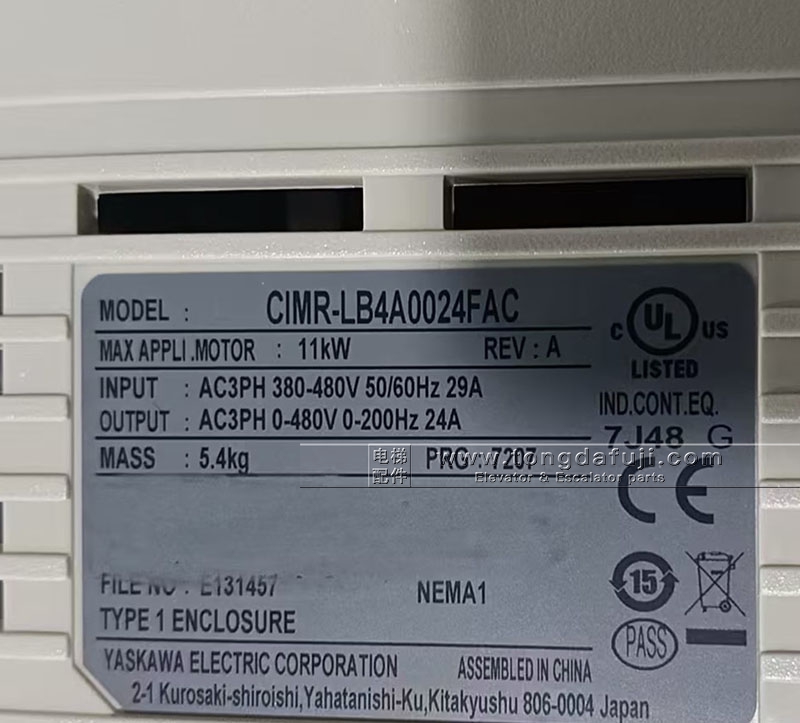 MODEL : CIMR-LB4A0024FAC
MAX APPLI.MOTOR : 11kW REV : A
INPUT : AC3PH 380-480V 50/60Hz 29A
OUTPUT : AC3PH 0-480V 0-200Hz 24A
MASS : 5.4kg PRG : 7207
C UL US
LISTED
IND.CONT.EQ.
7J48 G
CE
电梯
配件
www.hongdafuji.com
Elevator & Escalator parts
FILE NO : E131457 NEMA1
TYPE 1 ENCLOSURE
15
PASS
YASKAWA ELECTRIC CORPORATION ASSEMBLED IN CHINA
2-1 Kurosaki-shiroishi,Yahatanishi-Ku,Kitakyushu 806-0004 Japan